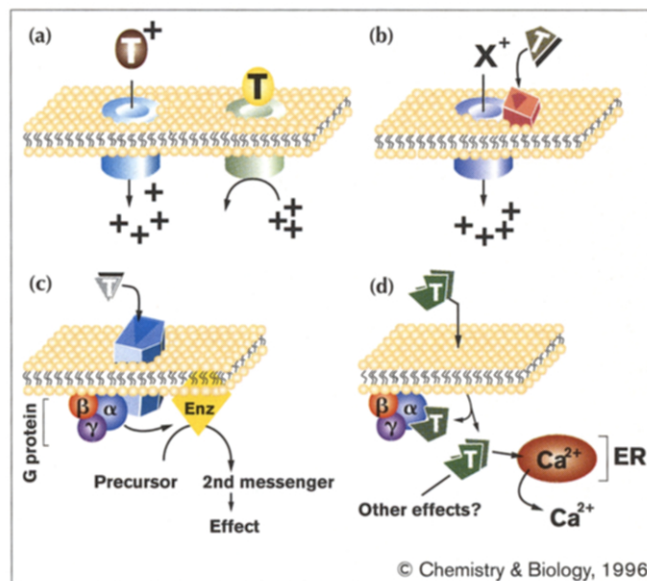 (a)
T+
T
+
+
+ + +
+
+ +
(b)
X+
T
+
+ + +
(c)
T
G protein
β
α
γ
Enz
Precursor
2nd messenger
Effect
(d)
T
β
α
γ
T
T
Ca2+
ER
Other effects?
Ca2+
© Chemistry & Biology, 1996